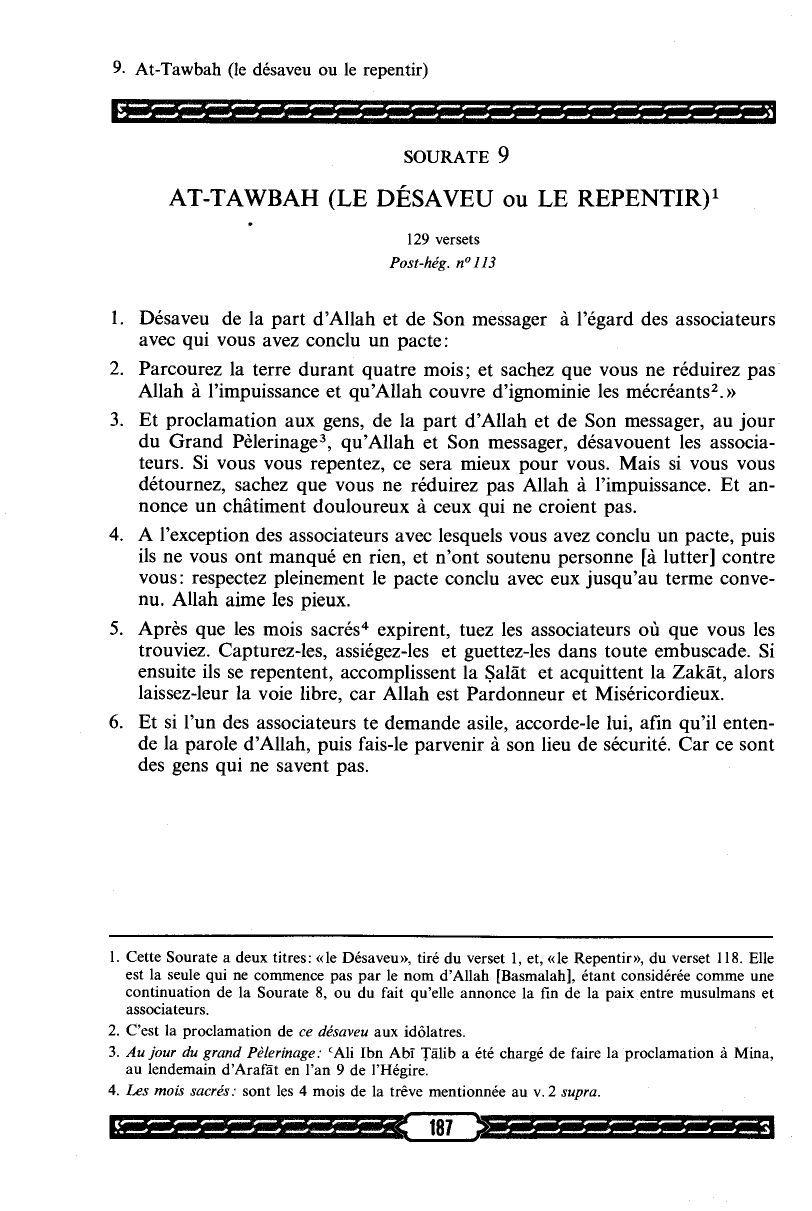 9. At-Tawbah (le désaveu ou le repentir)
SOURATE 9
AT-TAWBAH (LE DÉSAVEU ou LE REPENTIR)¹
129 versets
Post-hég. nº 113
1. Désaveu de la part d'Allah et de Son messager à l'égard des associateurs
avec qui vous avez conclu un pacte:
2. Parcourez la terre durant quatre mois; et sachez que vous ne réduirez pas
Allah à l'impuissance et qu'Allah couvre d'ignominie les mécréants².»
3. Et proclamation aux gens, de la part d'Allah et de Son messager, au jour
du Grand Pèlerinage³, qu'Allah et Son messager, désavouent les associa-
teurs. Si vous vous repentez, ce sera mieux pour vous. Mais si vous vous
détournez, sachez que vous ne réduirez pas Allah à l'impuissance. Et an-
nonce un châtiment douloureux à ceux qui ne croient pas.
4. A l'exception des associateurs avec lesquels vous avez conclu un pacte, puis
ils ne vous ont manqué en rien, et n'ont soutenu personne [à lutter] contre
vous: respectez pleinement le pacte conclu avec eux jusqu'au terme conve-
nu. Allah aime les pieux.
5. Après que les mois sacrés⁴ expirent, tuez les associateurs où que vous les
trouviez. Capturez-les, assiégez-les et guettez-les dans toute embuscade. Si
ensuite ils se repentent, accomplissent la Ṣalāt et acquittent la Zakāt, alors
laissez-leur la voie libre, car Allah est Pardonneur et Miséricordieux.
6. Et si l'un des associateurs te demande asile, accorde-le lui, afin qu'il enten-
de la parole d'Allah, puis fais-le parvenir à son lieu de sécurité. Car ce sont
des gens qui ne savent pas.
1. Cette Sourate a deux titres: «le Désaveu», tiré du verset 1, et, «le Repentir», du verset 118. Elle
est la seule qui ne commence pas par le nom d'Allah [Basmalah], étant considérée comme une
continuation de la Sourate 8, ou du fait qu'elle annonce la fin de la paix entre musulmans et
associateurs.
2. C'est la proclamation de ce désaveu aux idôlatres.
3. Au jour du grand Pèlerinage: ʿAli Ibn Abī Ṭālib a été chargé de faire la proclamation à Mina,
au lendemain d'Arafāt en l'an 9 de l'Hégire.
4. Les mois sacrés: sont les 4 mois de la trêve mentionnée au v. 2 supra.
187